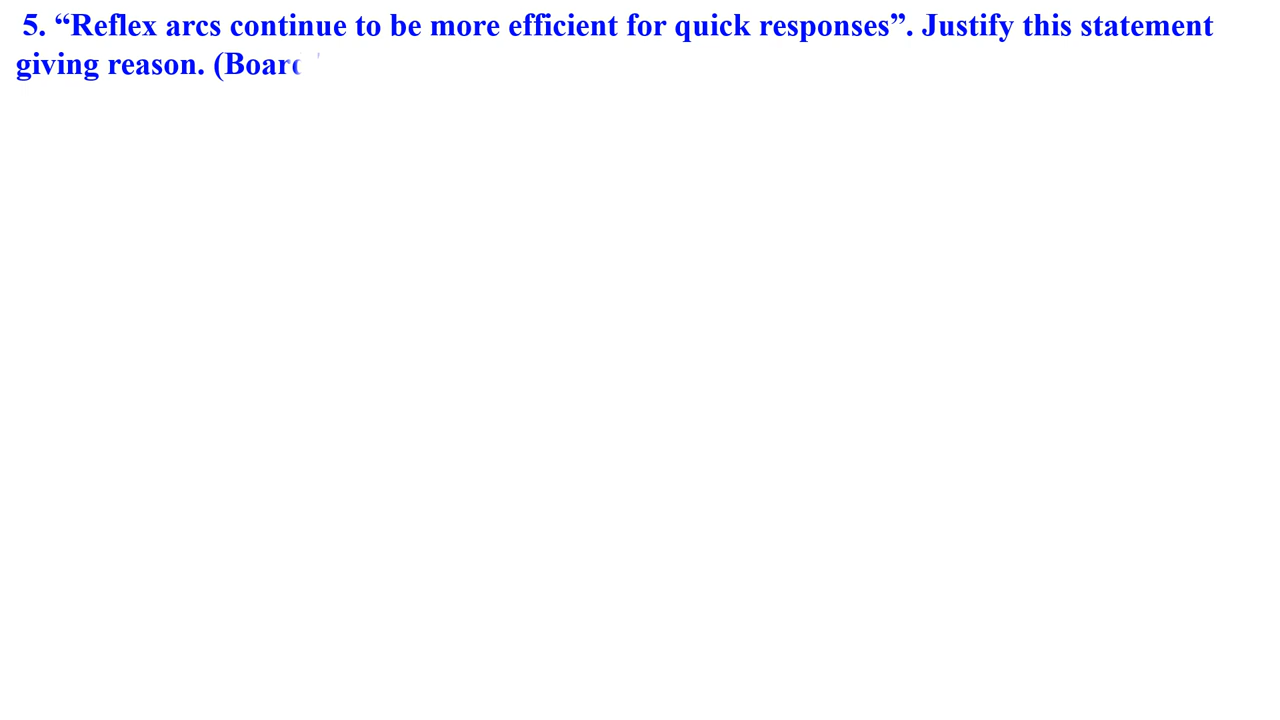 5. “Reflex arcs continue to be more efficient for quick responses”. Justify this statement
giving reason.